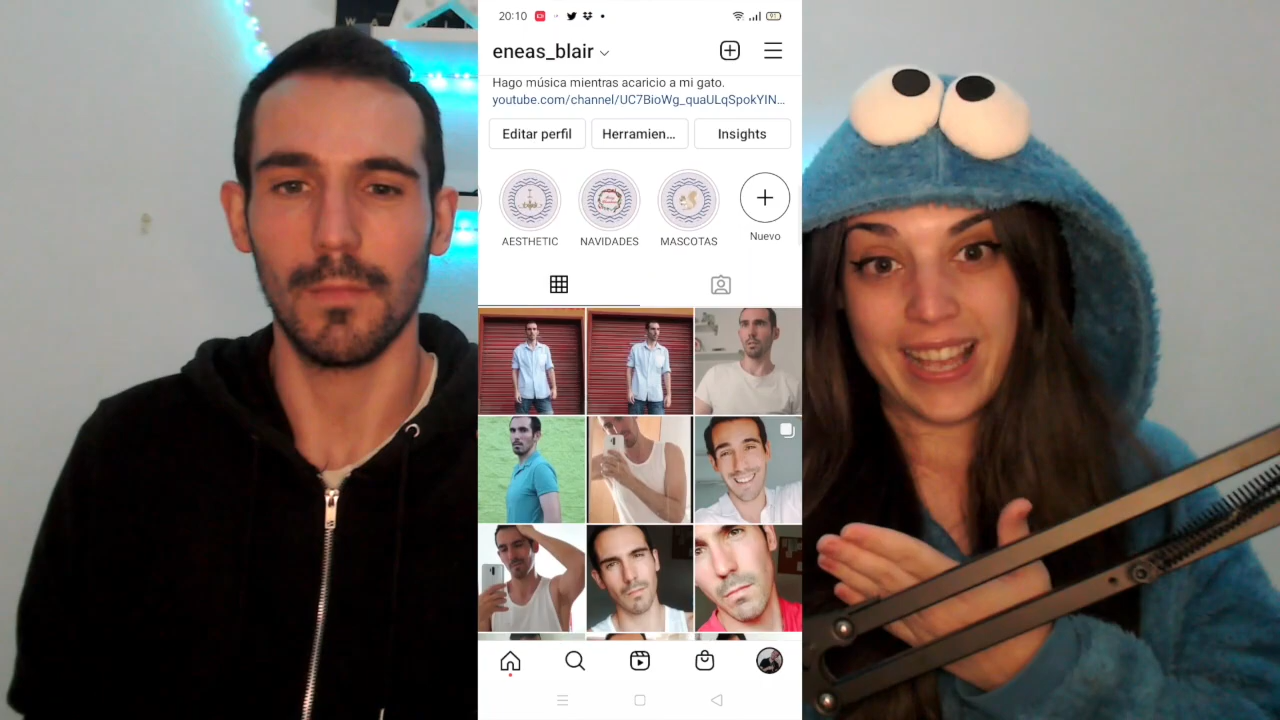 W A
20:10
91
eneas_blair
Hago música mientras acaricio a mi gato.
youtube.com/channel/UC7BioWg_quaULqSpokYIN...
Editar perfil
Herramien...
Insights
AESTHETIC
NAVIDADES
MASCOTAS
Nuevo